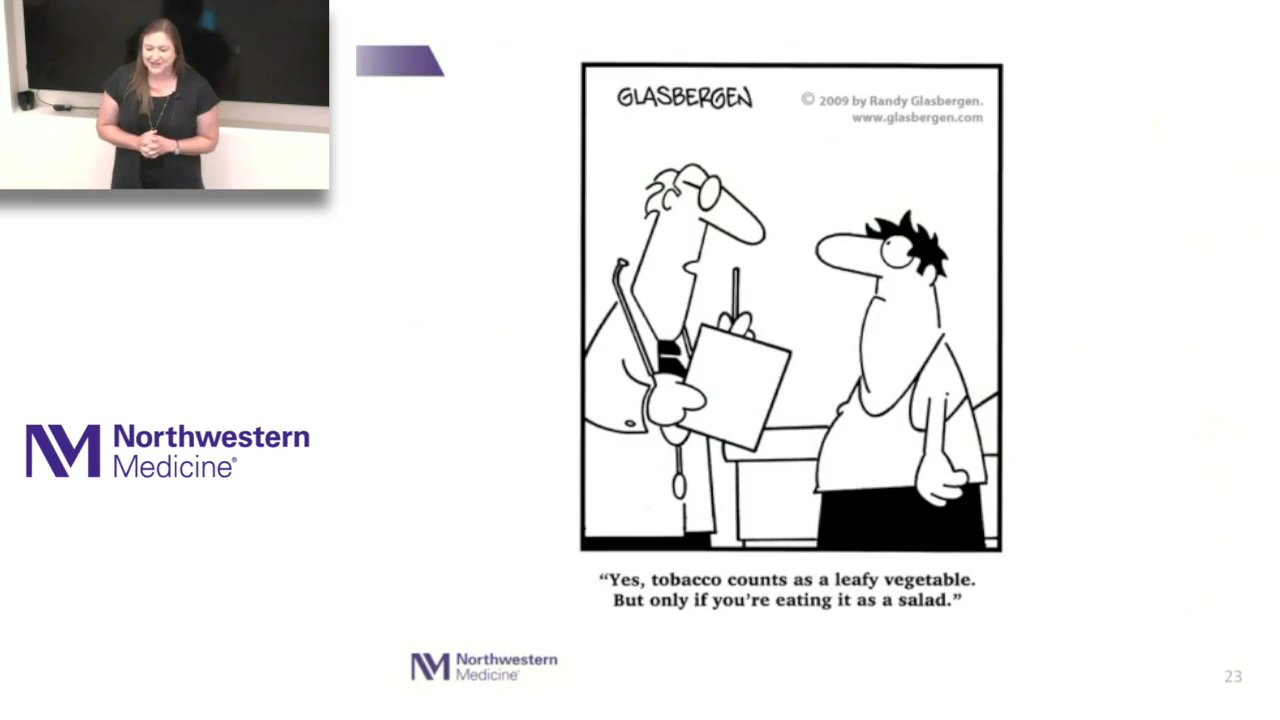 GLASBERGEN
© 2009 by Randy Glasbergen.
www.glasbergen.com
Northwestern
Medicine®
“Yes, tobacco counts as a leafy vegetable.
But only if you’re eating it as a salad.”
Northwestern
Medicine®
23